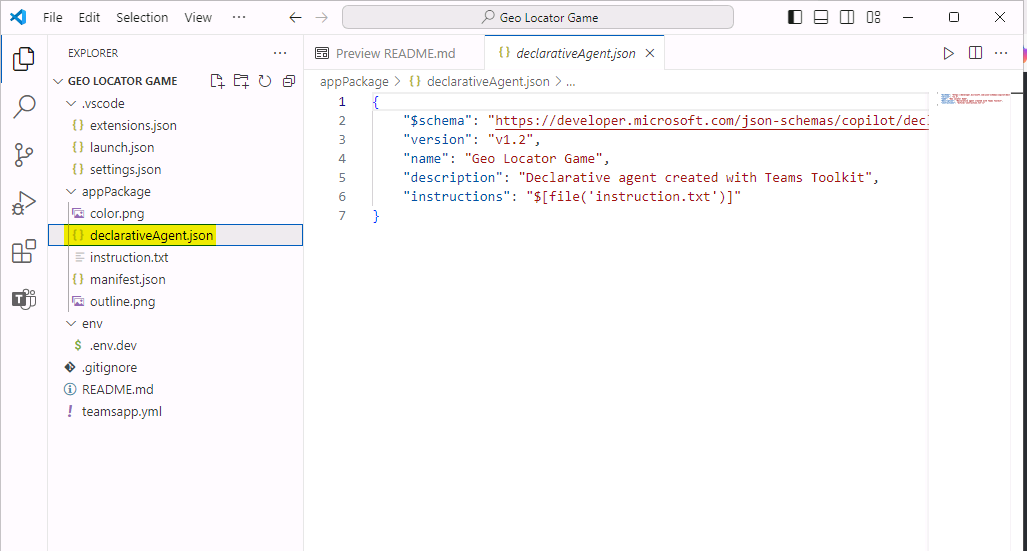 File Edit Selection View ··· Geo Locator Game
EXPLORER ···
GEO LOCATOR GAME
.vscode
{} extensions.json
{} launch.json
{} settings.json
appPackage
color.png
{} declarativeAgent.json
instruction.txt
{} manifest.json
outline.png
env
$ .env.dev
.gitignore
README.md
! teamsapp.yml
Preview README.md {} declarativeAgent.json
appPackage > {} declarativeAgent.json > ...
1 {
2 "$schema": "https://developer.microsoft.com/json-schemas/copilot/decl
3 "version": "v1.2",
4 "name": "Geo Locator Game",
5 "description": "Declarative agent created with Teams Toolkit",
6 "instructions": "$[file('instruction.txt')]"
7 }